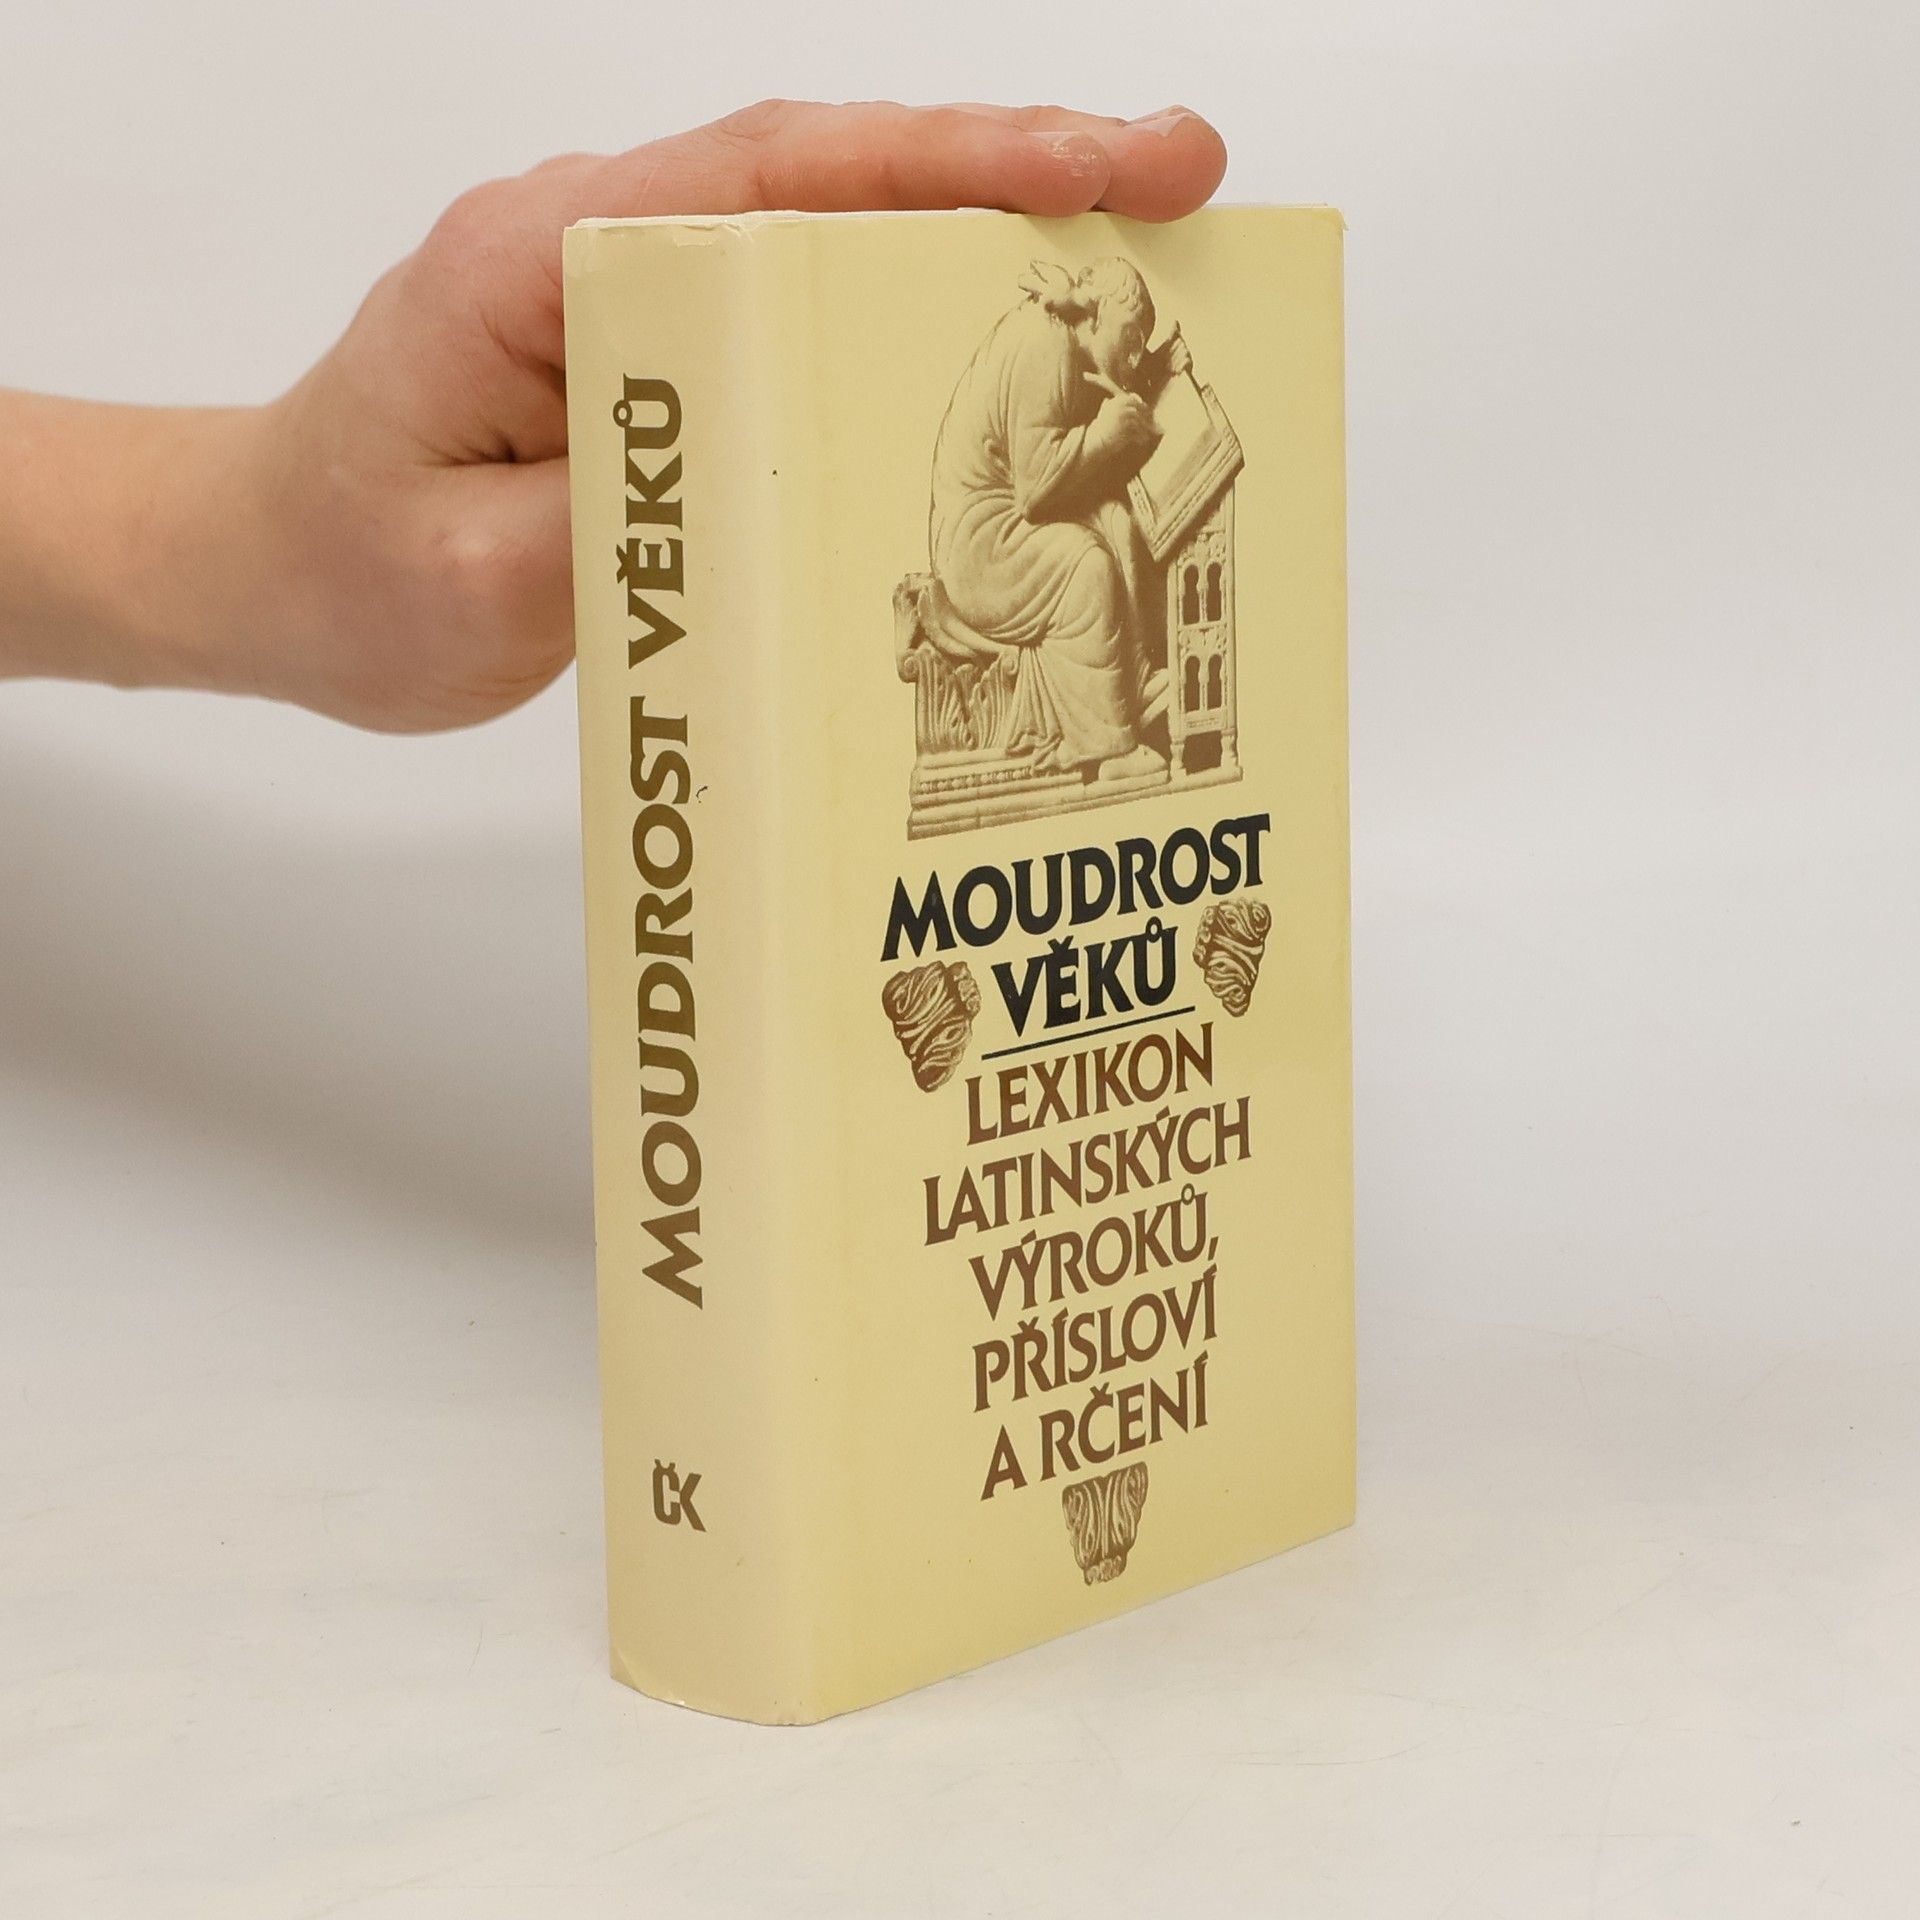 MOUDROST VĚKŮ
ČK
MOUDROST
VĚKŮ
LEXIKON
LATINSKÝCH
VÝROKŮ,
PŘÍSLOVÍ
A RČENÍ